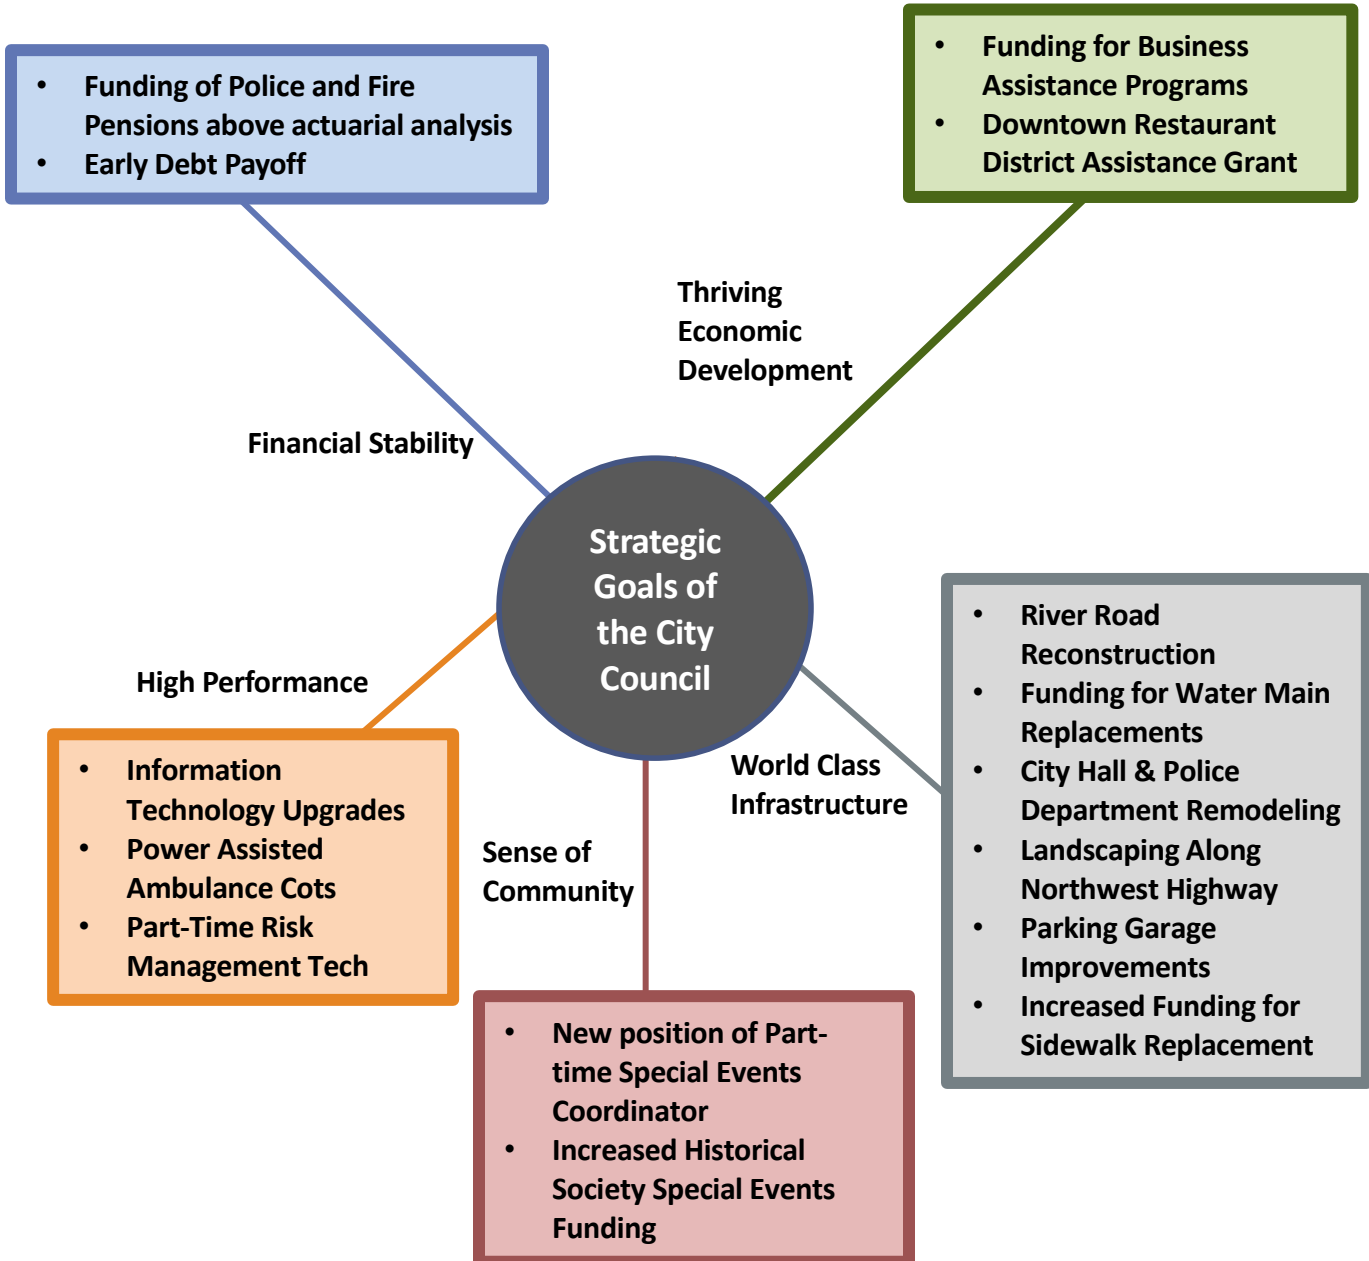 • Funding of Police and Fire
Pensions above actuarial analysis
• Early Debt Payoff
• Funding for Business
Assistance Programs
• Downtown Restaurant
District Assistance Grant
Thriving
Economic
Development
Financial Stability
Strategic
Goals of
the City
Council
High Performance
World Class
Infrastructure
Sense of
Community
• River Road
Reconstruction
• Funding for Water Main
Replacements
• City Hall & Police
Department Remodeling
• Landscaping Along
Northwest Highway
• Parking Garage
Improvements
• Increased Funding for
Sidewalk Replacement
• Information
Technology Upgrades
• Power Assisted
Ambulance Cots
• Part-Time Risk
Management Tech
• New position of Part-
time Special Events
Coordinator
• Increased Historical
Society Special Events
Funding